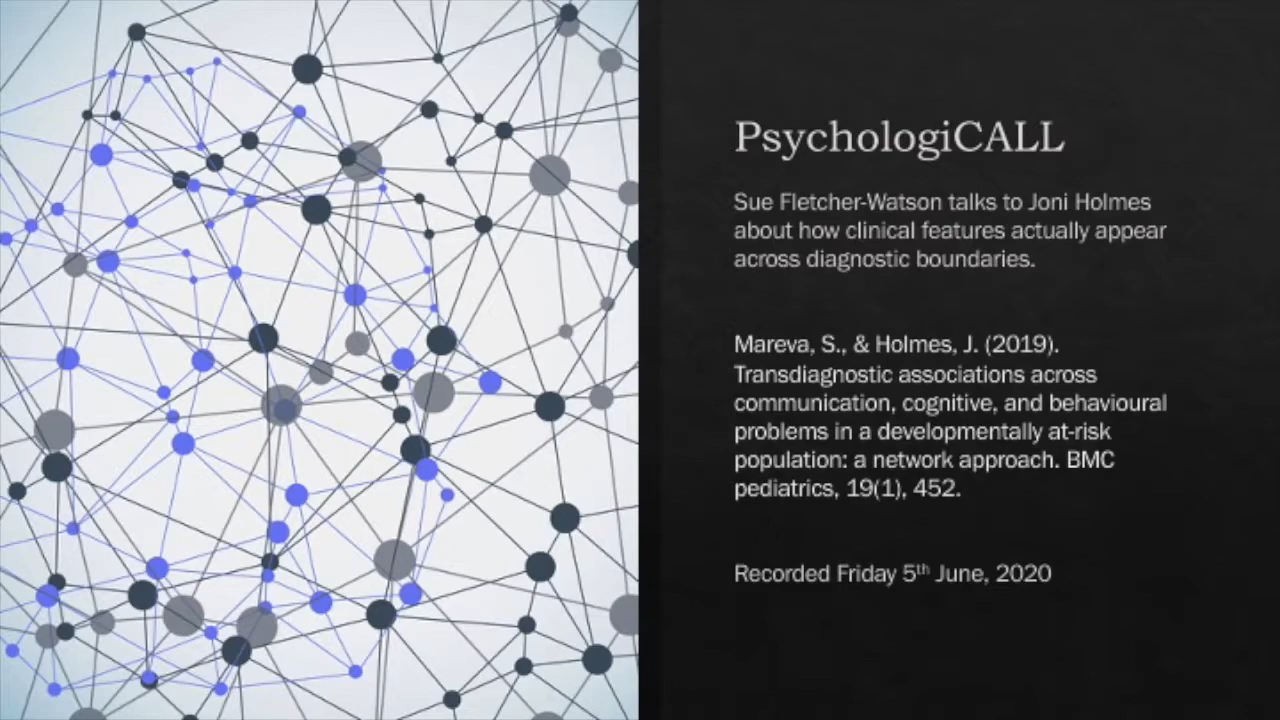 PsychologiCALL
Sue Fletcher-Watson talks to Joni Holmes
about how clinical features actually appear
across diagnostic boundaries.
Mareva, S., & Holmes, J. (2019).
Transdiagnostic associations across
communication, cognitive, and behavioural
problems in a developmentally at-risk
population: a network approach. BMC
pediatrics, 19(1), 452.
Recorded Friday 5th June, 2020